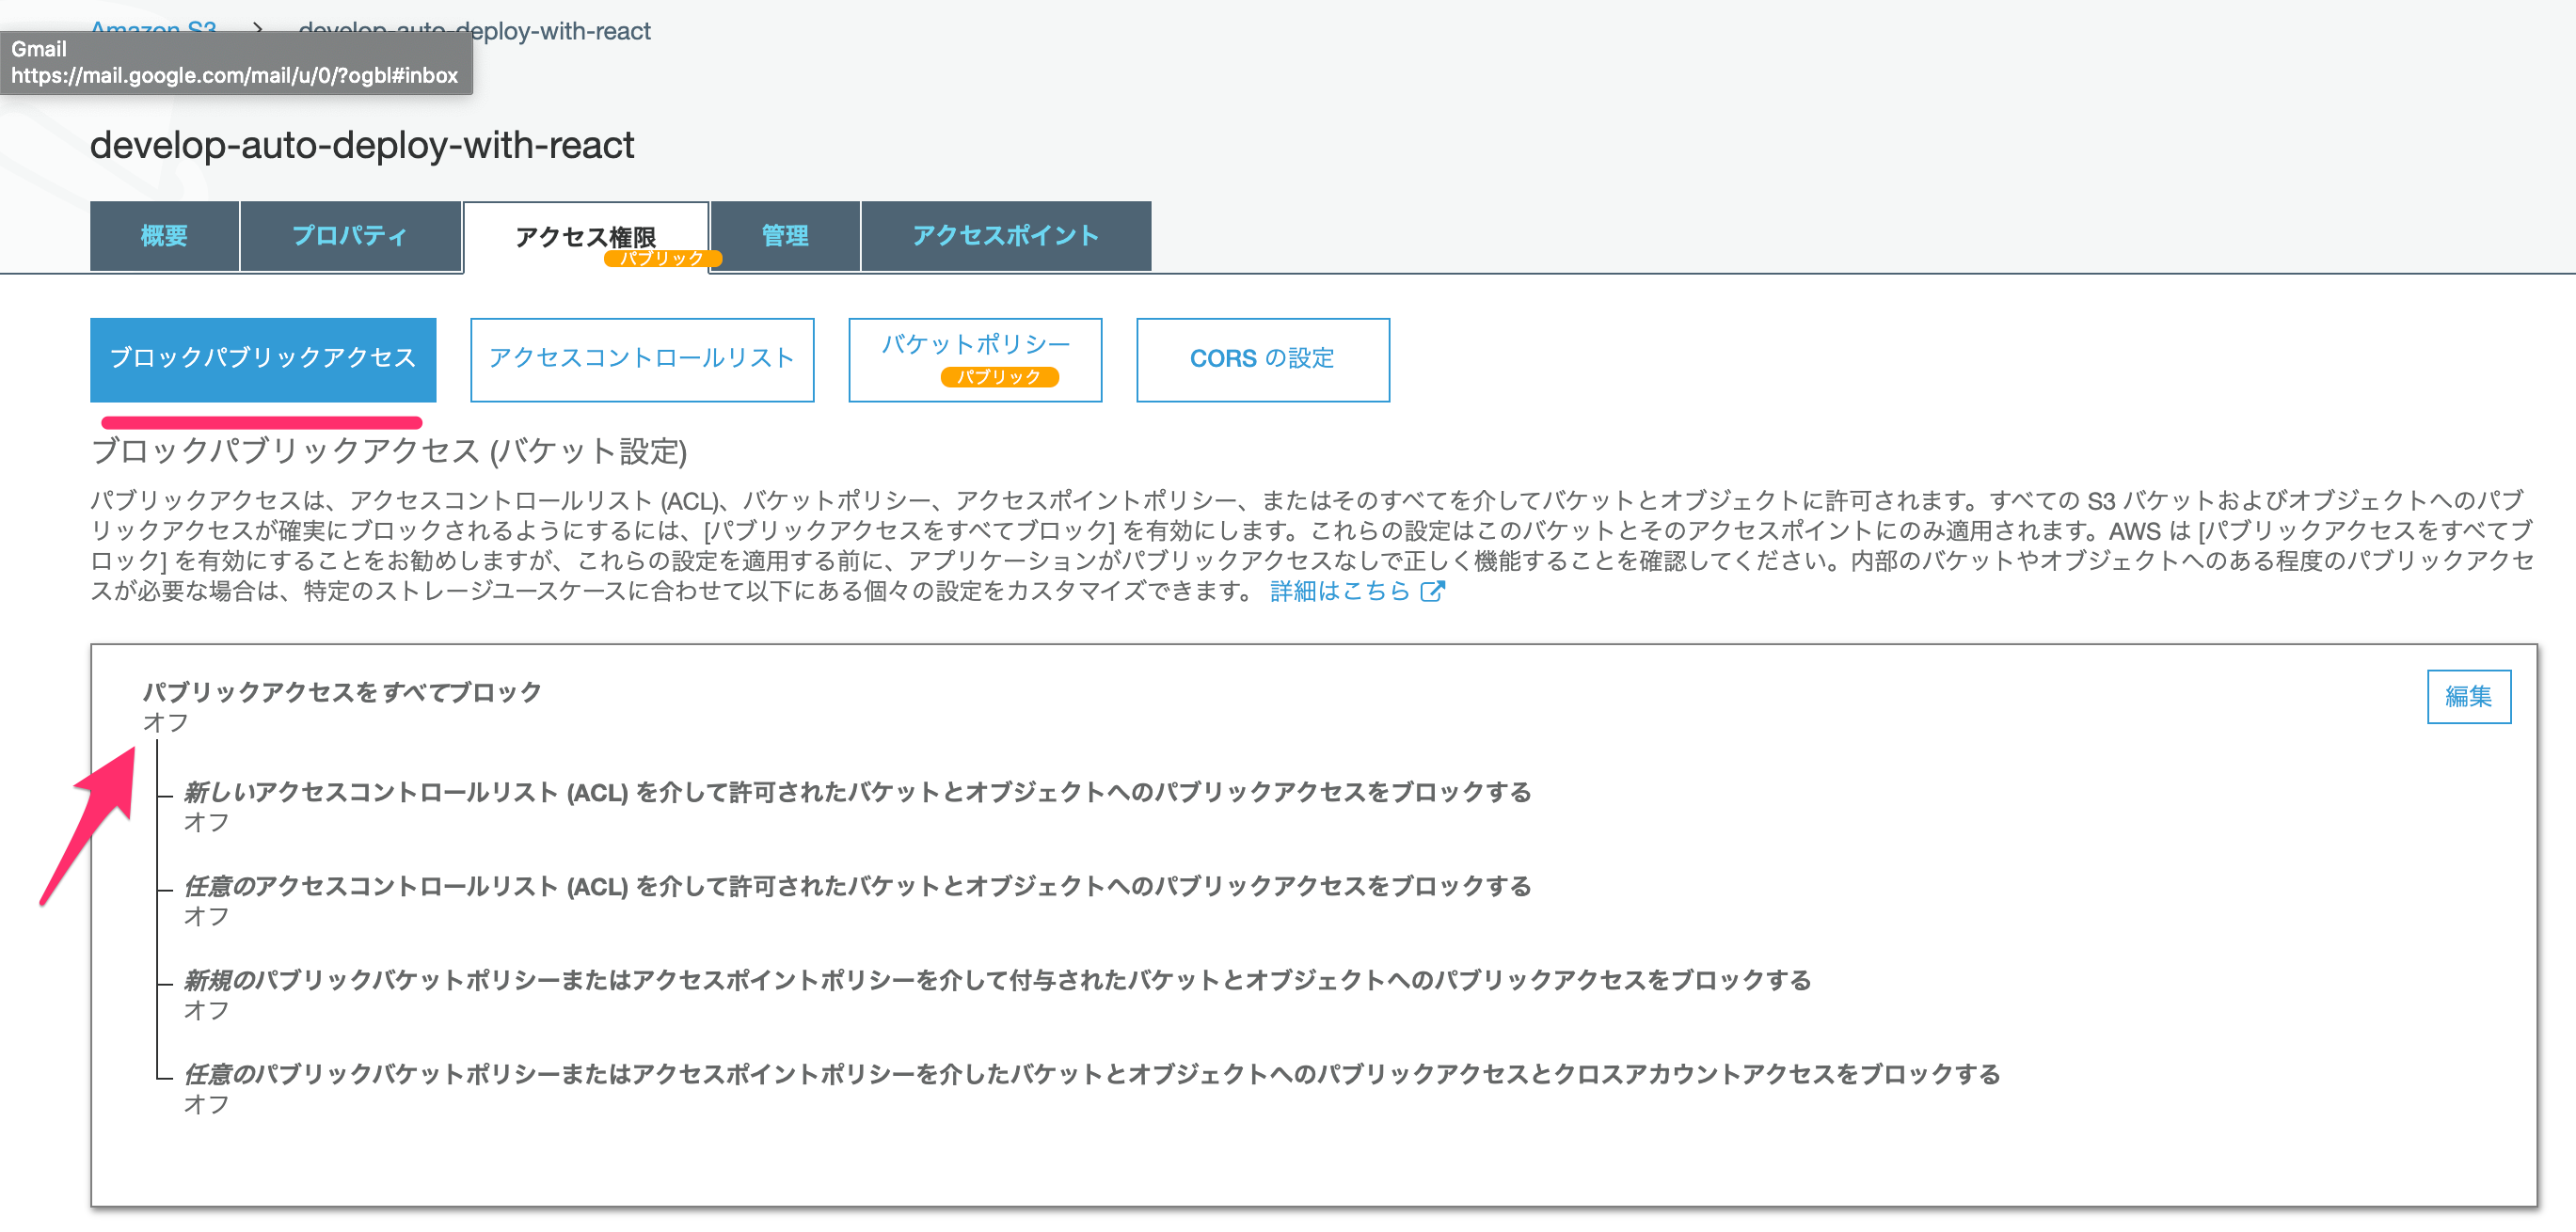 Amazon S3 > develop-auto-deploy-with-react
Gmail
https://mail.google.com/mail/u/0/?ogbl#inbox
develop-auto-deploy-with-react
概要 プロパティ アクセス権限 管理 アクセスポイント
パブリック
ブロックパブリックアクセス アクセスコントロールリスト バケットポリシー CORS の設定
パブリック
ブロックパブリックアクセス (バケット設定)
パブリックアクセスは、アクセスコントロールリスト (ACL)、バケットポリシー、アクセスポイントポリシー、またはそのすべてを介してバケットとオブジェクトに許可されます。すべての S3 バケットおよびオブジェクトへのパブ
リックアクセスが確実にブロックされるようにするには、[パブリックアクセスをすべてブロック] を有効にします。これらの設定はこのバケットとそのアクセスポイントにのみ適用されます。AWS は [パブリックアクセスをすべてブ
ロック] を有効にすることをお勧めしますが、これらの設定を適用する前に、アプリケーションがパブリックアクセスなしで正しく機能することを確認してください。内部のバケットやオブジェクトへのある程度のパブリックアクセ
スが必要な場合は、特定のストレージユースケースに合わせて以下にある個々の設定をカスタマイズできます。 詳細はこちら
パブリックアクセスをすべてブロック
編集
オフ
新しいアクセスコントロールリスト (ACL) を介して許可されたバケットとオブジェクトへのパブリックアクセスをブロックする
オフ
任意のアクセスコントロールリスト (ACL) を介して許可されたバケットとオブジェクトへのパブリックアクセスをブロックする
オフ
新規のパブリックバケットポリシーまたはアクセスポイントポリシーを介して付与されたバケットとオブジェクトへのパブリックアクセスをブロックする
オフ
任意のパブリックバケットポリシーまたはアクセスポイントポリシーを介したバケットとオブジェクトへのパブリックアクセスとクロスアカウントアクセスをブロックする
オフ